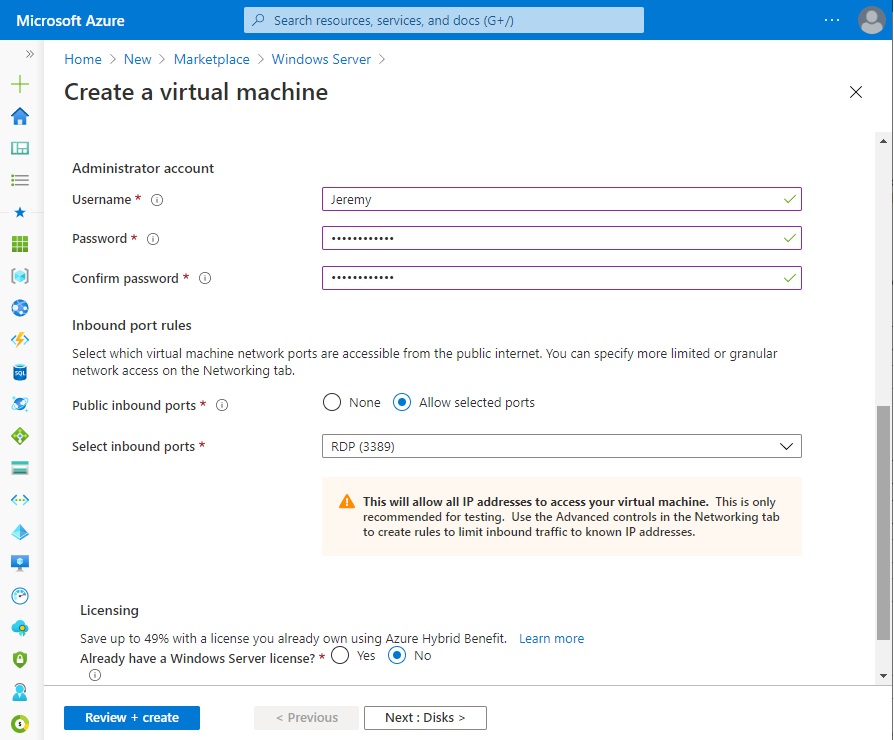 Microsoft Azure
Search resources, services, and docs (G+/)
Home > New > Marketplace > Windows Server >
Create a virtual machine
Administrator account
Username *
Jeremy
Password *
••••••••••••
Confirm password *
••••••••••••
Inbound port rules
Select which virtual machine network ports are accessible from the public internet. You can specify more limited or granular
network access on the Networking tab.
Public inbound ports *
None
Allow selected ports
Select inbound ports *
RDP (3389)
This will allow all IP addresses to access your virtual machine. This is only
recommended for testing. Use the Advanced controls in the Networking tab
to create rules to limit inbound traffic to known IP addresses.
Licensing
Save up to 49% with a license you already own using Azure Hybrid Benefit. Learn more
Already have a Windows Server license? *
Yes
No
Review + create
< Previous
Next : Disks >
SQL